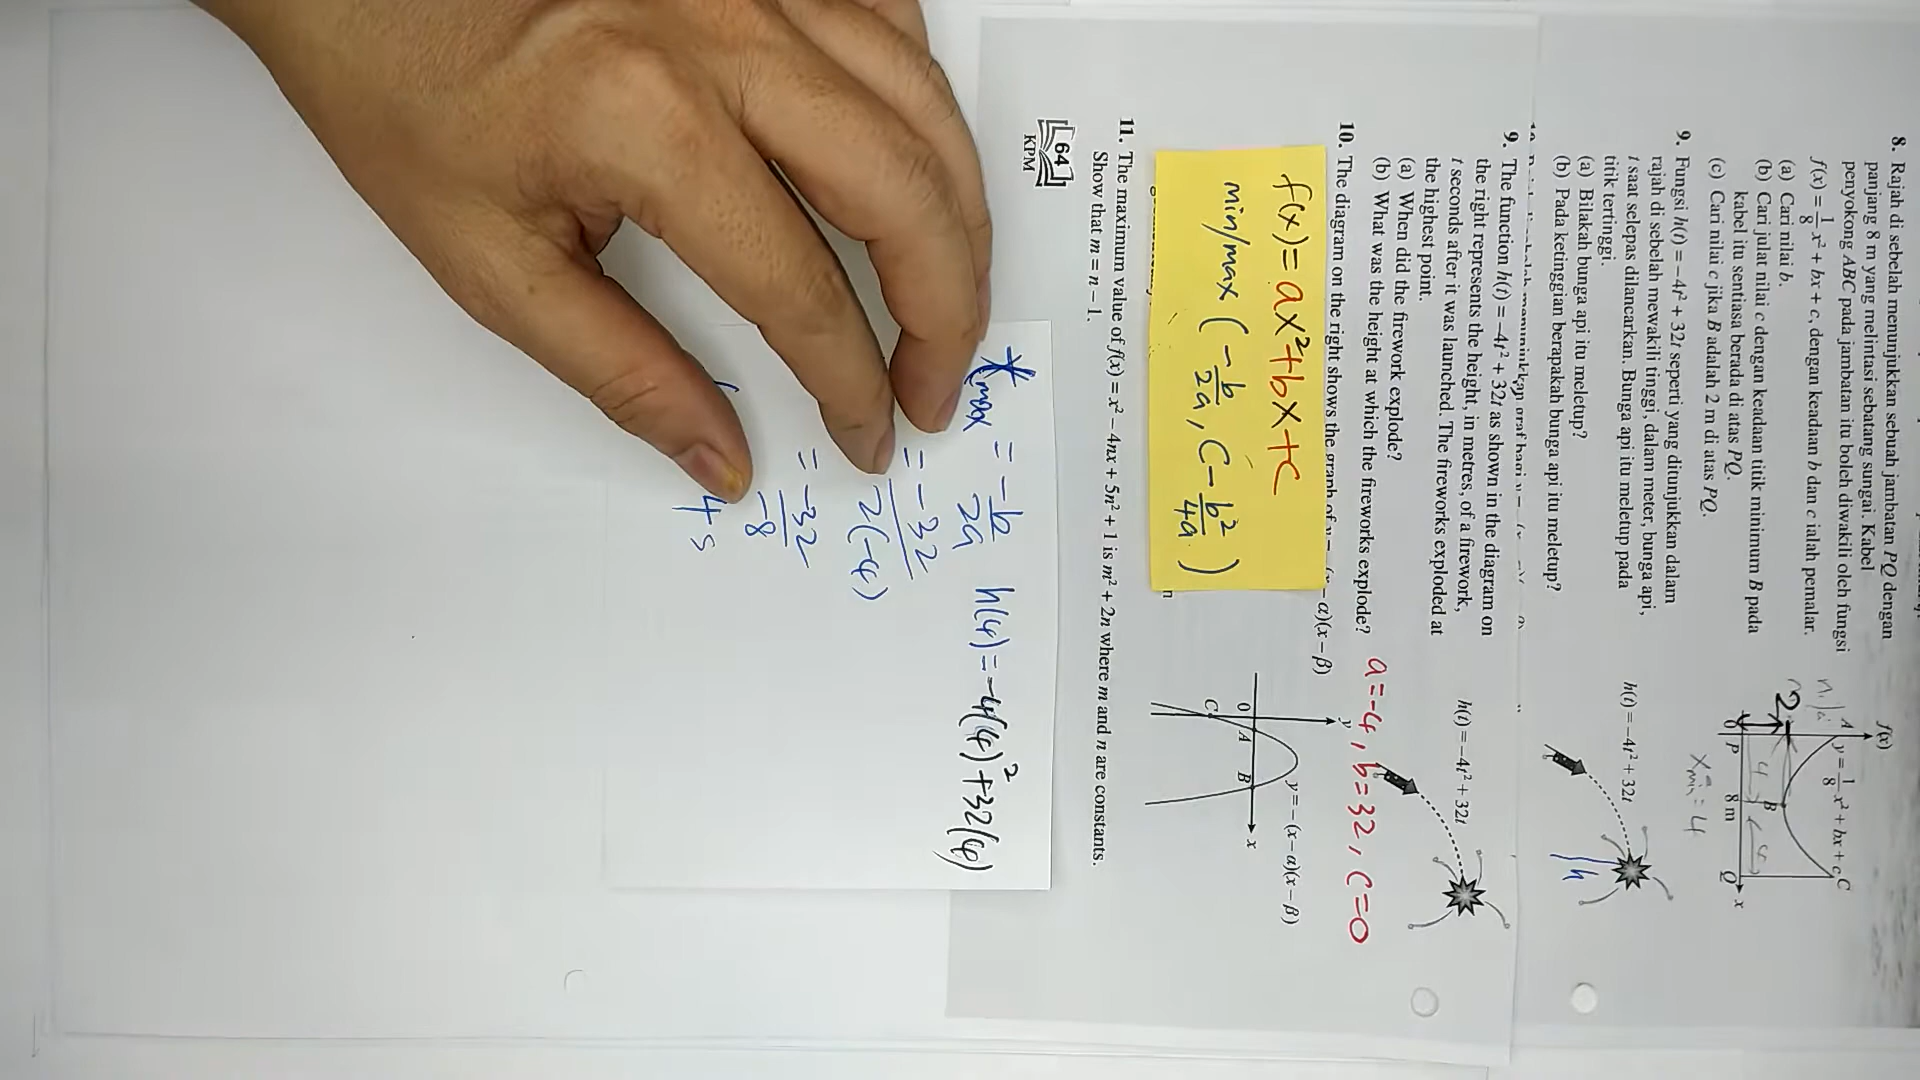 8. Rajah di sebelah menunjukkan sebuah jambatan PQ dengan
panjang 8 m yang melintasi sebatang sungai. Kabel
penyokong ABC pada jambatan itu boleh diwakili oleh fungsi
f(x) = 1/8 x² + bx + c, dengan keadaan b dan c ialah pemalar.
(a) Cari nilai b.
(b) Cari julat nilai c dengan keadaan titik minimum B pada
kabel itu sentiasa berada di atas PQ.
(c) Cari nilai c jika B adalah 2 m di atas PQ.
f(x)
A
y = 1/8 x² + bx + c
C
B
2
4
4
0
P
8 m
Q
x
x min = 4
9. Fungsi h(t) = −4t² + 32t seperti yang ditunjukkan dalam
rajah di sebelah mewakili tinggi, dalam meter, bunga api,
t saat selepas dilancarkan. Bunga api itu meletup pada
titik tertinggi.
(a) Bilakah bunga api itu meletup?
(b) Pada ketinggian berapakah bunga api itu meletup?
h(t) = −4t² + 32t
h
9. The function h(t) = −4t² + 32t as shown in the diagram on
the right represents the height, in metres, of a firework,
t seconds after it was launched. The fireworks exploded at
the highest point.
(a) When did the firework explode?
(b) What was the height at which the fireworks explode?
h(t) = −4t² + 32t
a=-4, b=32, c=0
10. The diagram on the right shows the graph of y = −(x − α)(x − β)
f(x)= ax²+bx+c
min/max (-b/2a, c-b²/4a)
y
y = −(x − α)(x − β)
0
A
B
x
C
11. The maximum value of f(x) = x² − 4nx + 5n² + 1 is m² + 2n where m and n are constants.
Show that m = n − 1.
64
KPM
x max = -b/2a
= -32/2(-4)
= -32/-8
4 s
h(4)=-4(4)²+32(4)